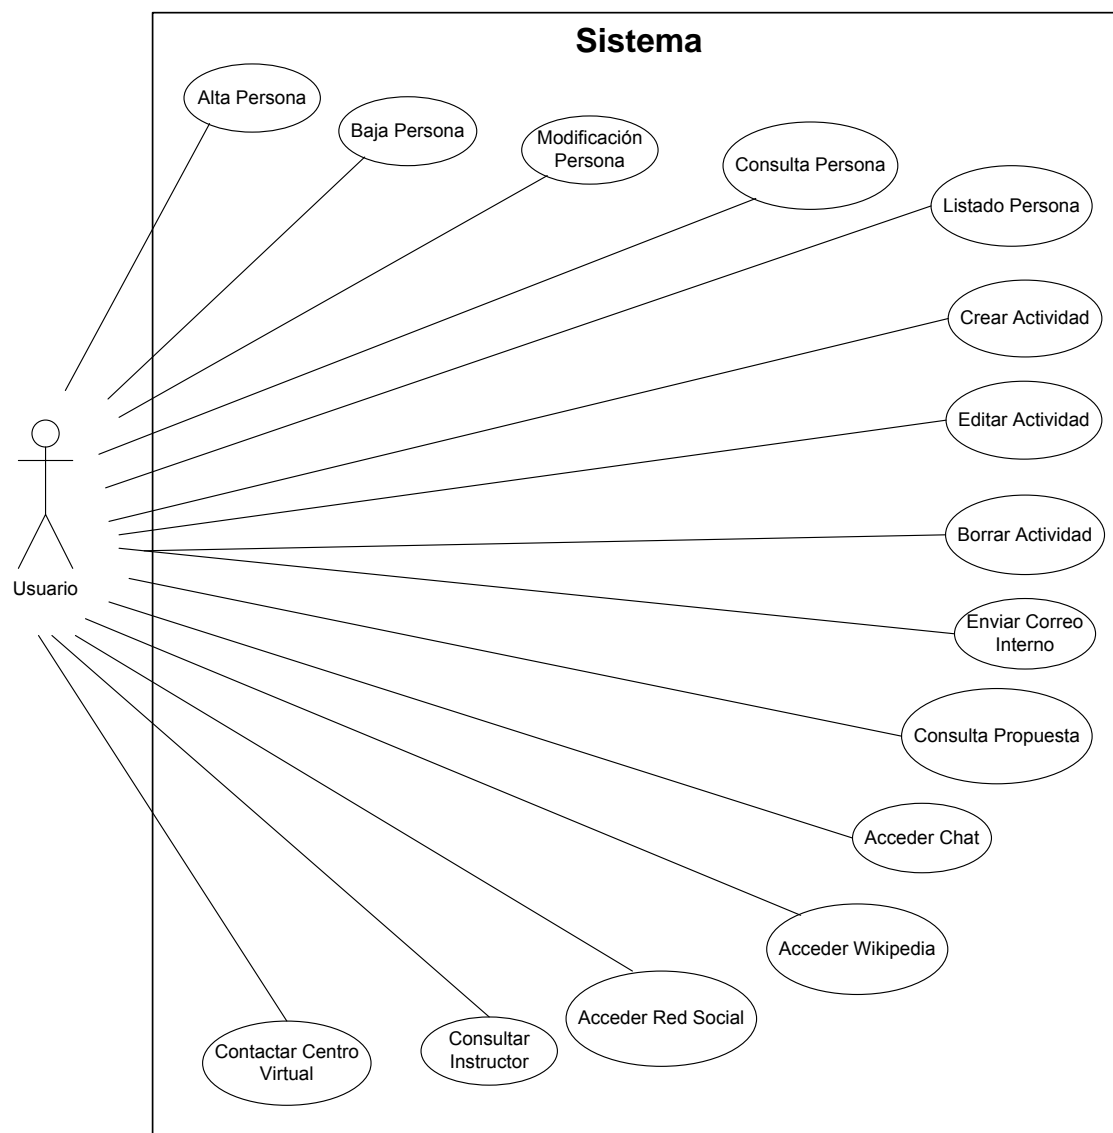 Sistema
Alta Persona
Baja Persona
Modificación
Persona
Consulta Persona
Listado Persona
Crear Actividad
Editar Actividad
Borrar Actividad
Usuario
Enviar Correo
Interno
Consulta Propuesta
Acceder Chat
Acceder Wikipedia
Acceder Red Social
Consultar
Instructor
Contactar Centro
Virtual